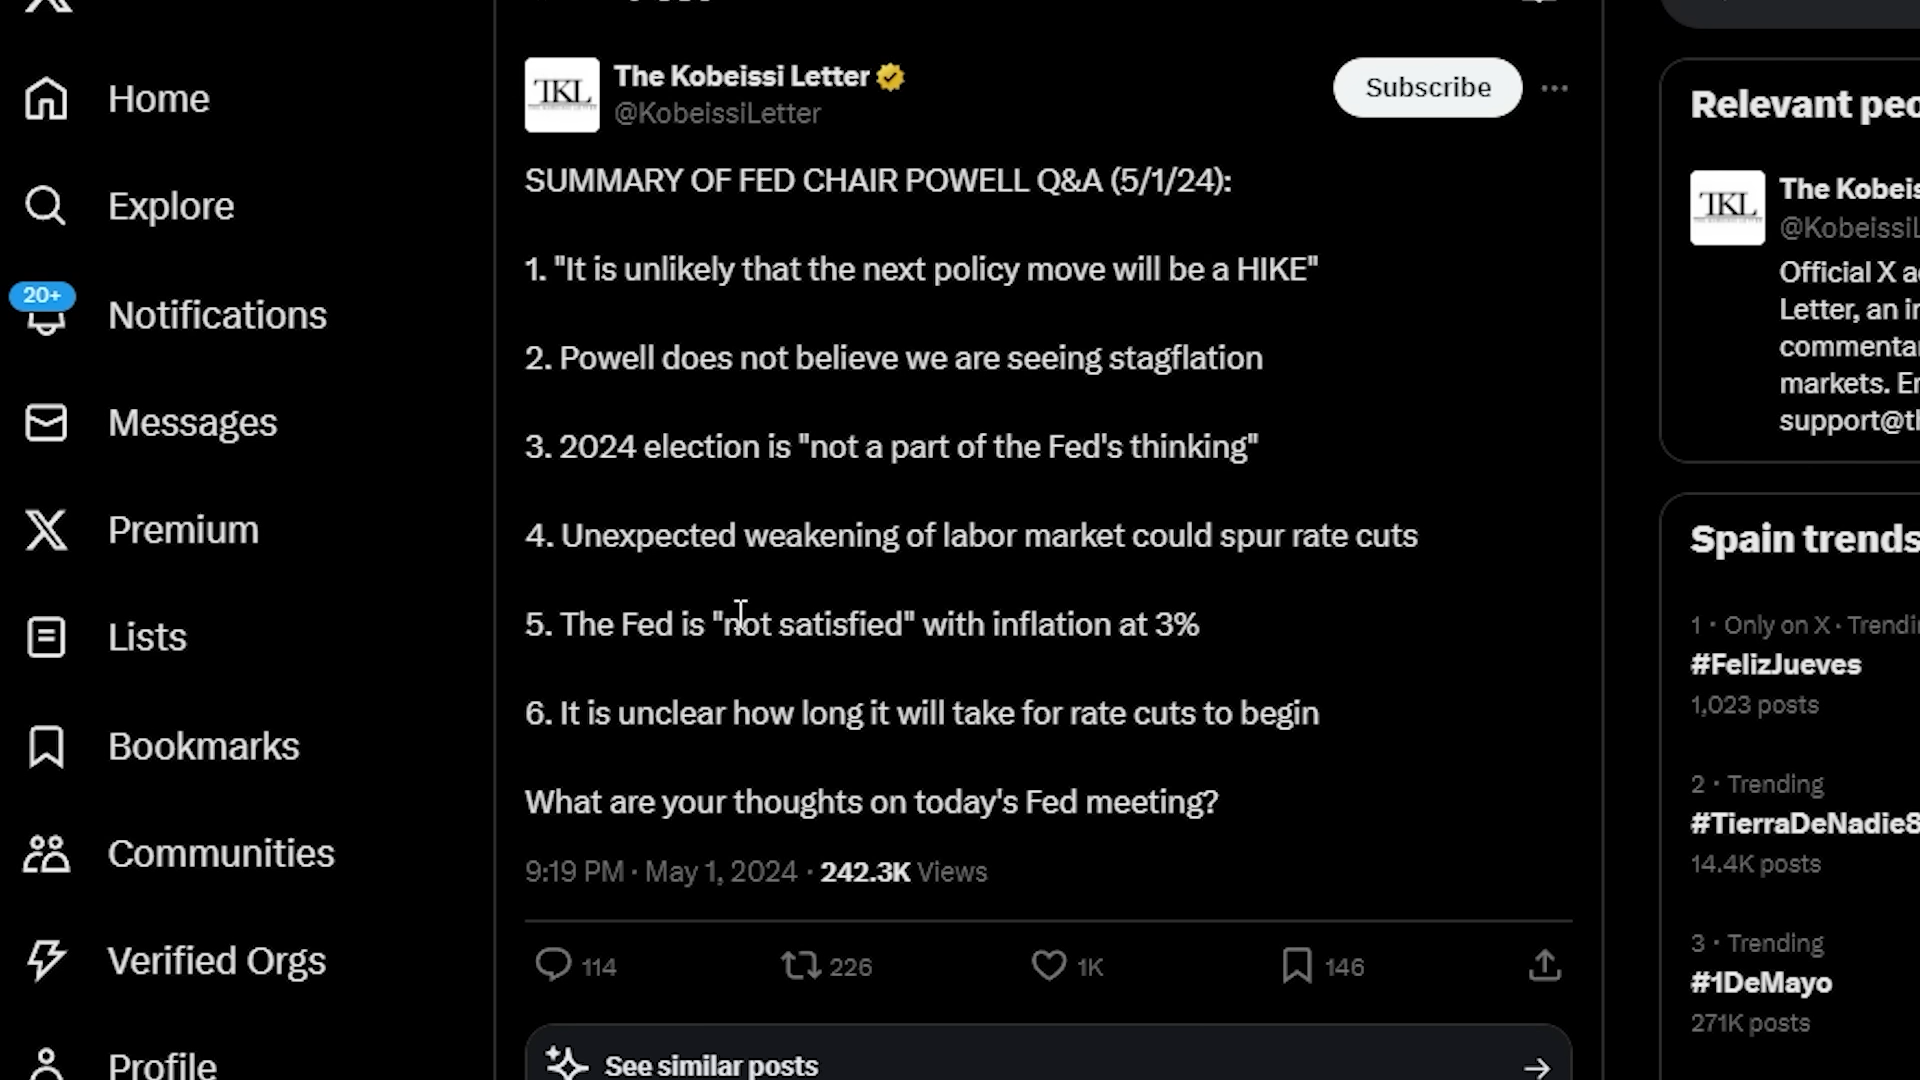 Home
Explore
20+
Notifications
Messages
Premium
Lists
Bookmarks
Communities
Verified Orgs
Profile
TKL
The Kobeissi Letter
@KobeissiLetter
Subscribe
SUMMARY OF FED CHAIR POWELL Q&A (5/1/24):
1. "It is unlikely that the next policy move will be a HIKE"
2. Powell does not believe we are seeing stagflation
3. 2024 election is "not a part of the Fed's thinking"
4. Unexpected weakening of labor market could spur rate cuts
5. The Fed is "not satisfied" with inflation at 3%
6. It is unclear how long it will take for rate cuts to begin
What are your thoughts on today's Fed meeting?
9:19 PM · May 1, 2024 · 242.3K Views
114
226
1K
146
See similar posts
Relevant peo
TKL
The Kobeis
@KobeissiL
Official X a
Letter, an i
commenta
markets. E
support@t
Spain trends
1 · Only on X · Trendi
#FelizJueves
1,023 posts
2 · Trending
#TierraDeNadie8
14.4K posts
3 · Trending
#1DeMayo
271K posts